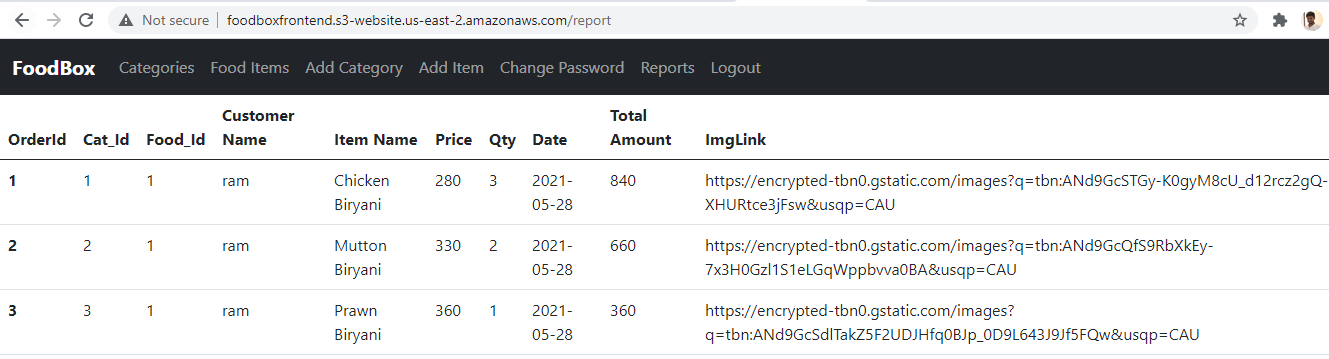 Not secure | foodboxfrontend.s3-website.us-east-2.amazonaws.com/report
FoodBox Categories Food Items Add Category Add Item Change Password Reports Logout
Customer Total
OrderId Cat_Id Food_Id Name Item Name Price Qty Date Amount ImgLink
1 1 1 ram Chicken 280 3 2021- 840 https://encrypted-tbn0.gstatic.com/images?q=tbn:ANd9GcSTGy-K0gyM8cU_d12rcz2gQ-
Biryani 05-28 XHURtce3jFsw&usqp=CAU
2 2 1 ram Mutton 330 2 2021- 660 https://encrypted-tbn0.gstatic.com/images?q=tbn:ANd9GcQfS9RbXkEy-
Biryani 05-28 7x3H0Gzl1S1eLGqWppbvva0BA&usqp=CAU
3 3 1 ram Prawn 360 1 2021- 360 https://encrypted-tbn0.gstatic.com/images?
Biryani 05-28 q=tbn:ANd9GcSdlTakZ5F2UDJHfq0BJp_0D9L643J9Jf5FQw&usqp=CAU